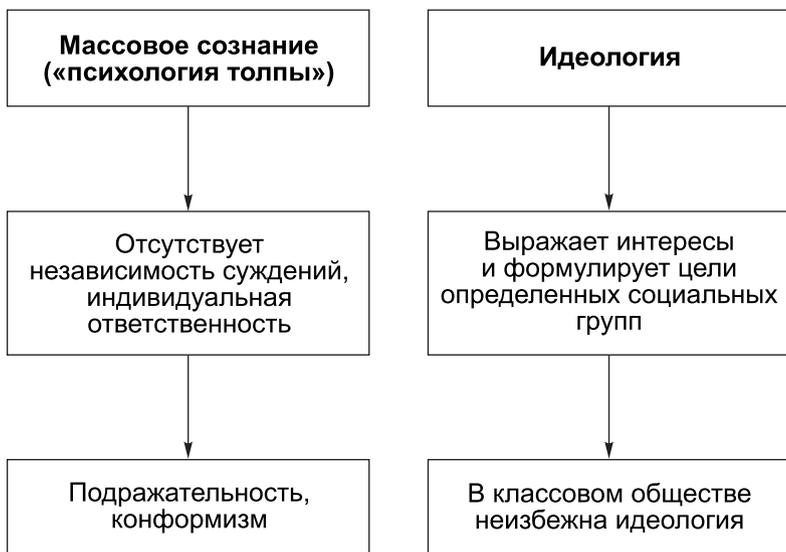 Массовое сознание
(«психология толпы»)
Идеология
Отсутствует
независимость суждений,
индивидуальная
ответственность
Выражает интересы
и формулирует цели
определенных социальных
групп
Подражательность,
конформизм
В классовом обществе
неизбежна идеология